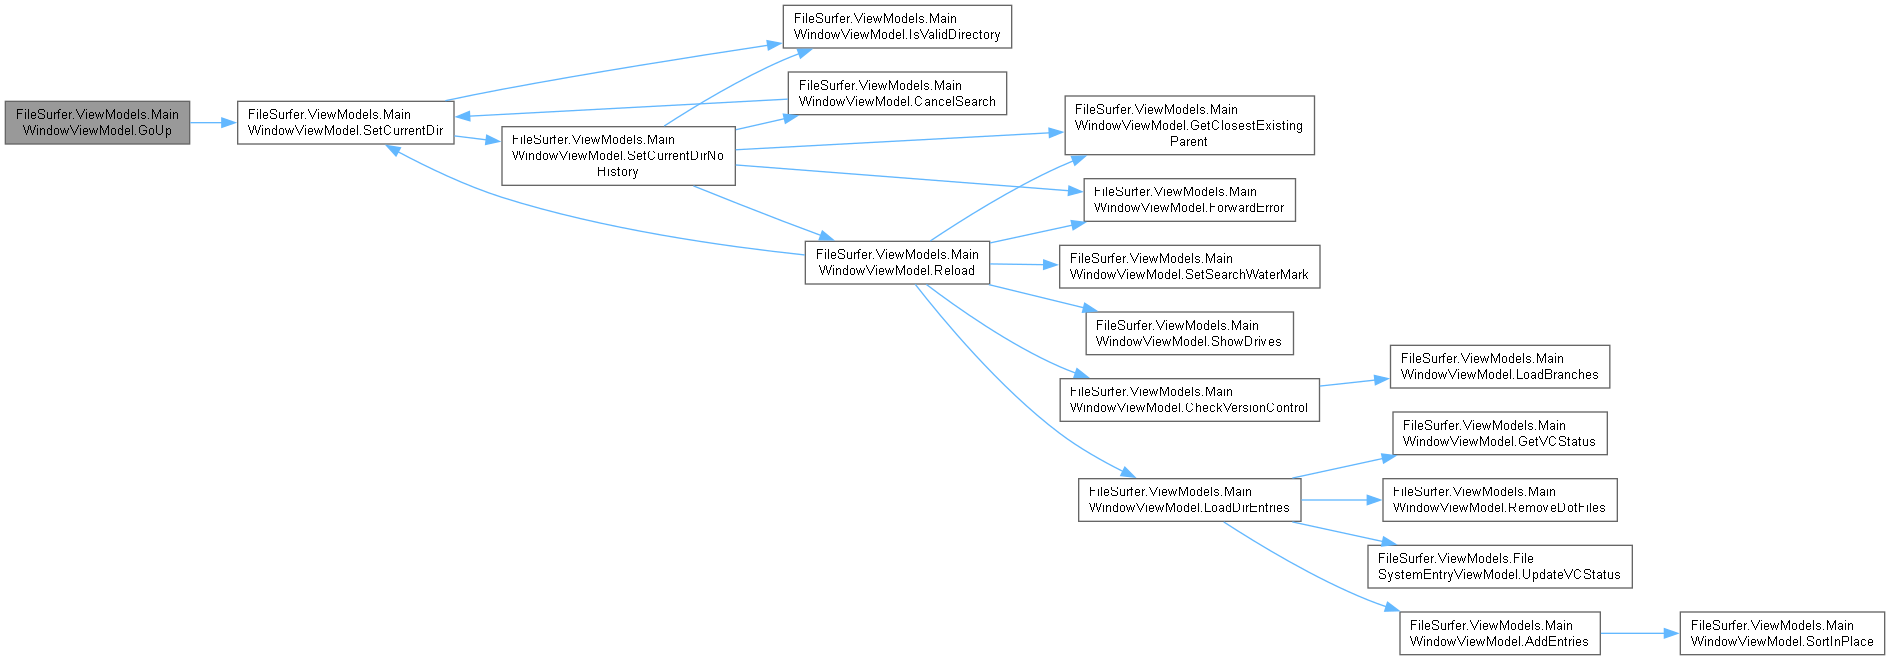 FileSurfer.ViewModels.Main
WindowViewModel.GoUp
FileSurfer.ViewModels.Main
WindowViewModel.SetCurrentDir
FileSurfer.ViewModels.Main
WindowViewModel.SetCurrentDirNo
History
FileSurfer.ViewModels.Main
WindowViewModel.IsValidDirectory
FileSurfer.ViewModels.Main
WindowViewModel.CancelSearch
FileSurfer.ViewModels.Main
WindowViewModel.Reload
FileSurfer.ViewModels.Main
WindowViewModel.GetClosestExisting
Parent
FileSurfer.ViewModels.Main
WindowViewModel.ForwardError
FileSurfer.ViewModels.Main
WindowViewModel.SetSearchWaterMark
FileSurfer.ViewModels.Main
WindowViewModel.ShowDrives
FileSurfer.ViewModels.Main
WindowViewModel.CheckVersionControl
FileSurfer.ViewModels.Main
WindowViewModel.LoadDirEntries
FileSurfer.ViewModels.Main
WindowViewModel.LoadBranches
FileSurfer.ViewModels.Main
WindowViewModel.GetVCStatus
FileSurfer.ViewModels.Main
WindowViewModel.RemoveDotFiles
FileSurfer.ViewModels.File
SystemEntryViewModel.UpdateVCStatus
FileSurfer.ViewModels.Main
WindowViewModel.AddEntries
FileSurfer.ViewModels.Main
WindowViewModel.SortInPlace